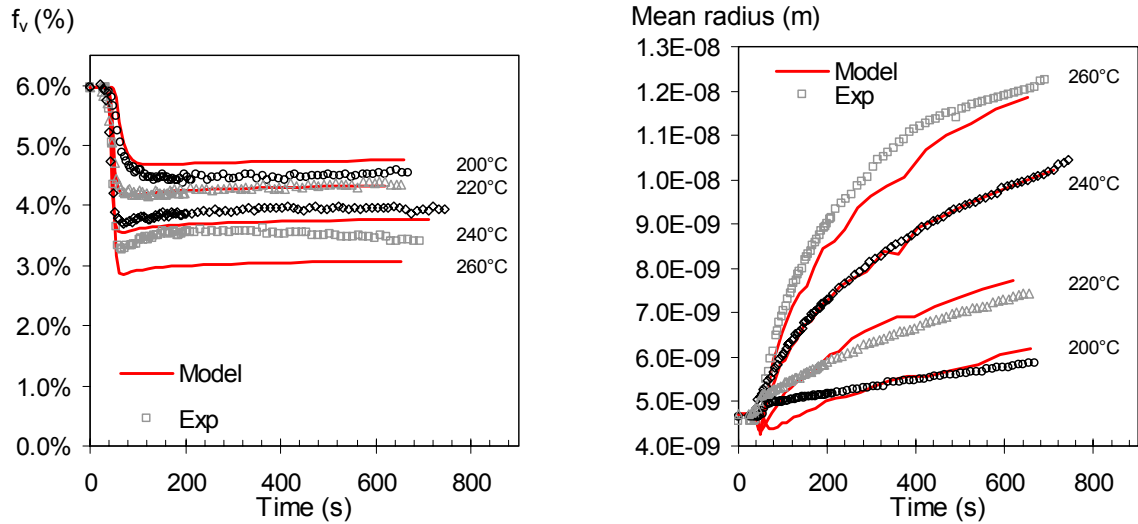 f_v (%)
6.0%
5.0%
4.0%
3.0%
2.0%
1.0%
0.0%
200°C
220°C
240°C
260°C
Model
Exp
0 200 400 600 800
Time (s)
Mean radius (m)
1.3E-08
1.2E-08
1.1E-08
1.0E-08
9.0E-09
8.0E-09
7.0E-09
6.0E-09
5.0E-09
4.0E-09
Model
Exp
260°C
240°C
220°C
200°C
0 200 400 600 800
Time (s)